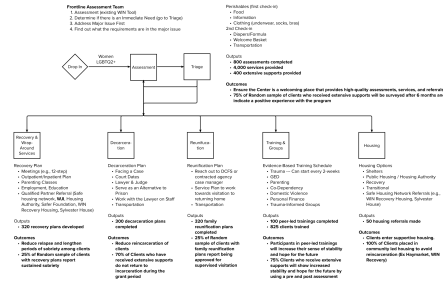 Frontline Assessment Team
1. Assessment (existing WIN Tool)
2. Determine if there is an Immediate Need (go to Triage)
3. Address Major Issue First
4. Find out what the requirements are in the major issue
Perishables (first check-in)
• Food
• Information
• Clothing (underwear, socks, bras)
2nd Check-in
• Diapers/Formula
• Welcome Basket
• Transportation
Outputs
• 800 assessments completed
• 4,000 services provided
• 400 extensive supports provided
Outcomes
• Ensure the Center is a welcoming place that provides high-quality assessments, services, and referrals
• 75% of Random sample of clients who received extensive supports will be surveyed after 6 months and
indicate a positive experience with the program
Drop in
Women
LGBTQ2+
Assessment
Triage
Recovery &
Wrap-
Around
Services
Decarcera-
tion
Reunifica-
tion
Training &
Groups
Housing
Recovery Plan
• Meetings (e.g., 12-step)
• Outpatient/Inpatient Plan
• Parenting Classes
• Employment, Education
• Qualified Partner Referral (Safe
housing network, WJI, Housing
Authority, Safer Foundation, WIN
Recovery Housing, Sylvester House)
Outputs
• 320 recovery plans developed
Outcomes
• Reduce relapse and lengthen
periods of sobriety among clients
• 25% of Random sample of clients
with recovery plans report
sustained sobriety
Decarceration Plan
• Facing a Case
• Court Dates
• Lawyer & Judge
• Serve as an Alternative to
Prison
• Work with the Lawyer on Staff
• Transportation
Outputs
• 200 decarceration plans
completed
Outcomes
• Reduce reincarceration of
clients
• 70% of Clients who have
received extensive supports
do not return to
incarceration during the
grant period
Reunification Plan
• Reach out to DCFS or
contracted agency
case manager
• Service Plan to work
towards visitation to
returning home
• Transportation
Outputs
• 320 family
reunification plans
completed
Outcomes
• 25% of Random
sample of clients with
family reunification
plans report being
approved for
supervised visitation
Evidence-Based Training Schedule
• Trauma — Can start every 2 weeks
• GED
• Parenting
• Co-Dependency
• Domestic Violence
• Personal Finance
• Trauma-Informed Groups
Outputs
• 100 peer-led trainings completed
• 825 clients trained
Outcomes
• Participants in peer-led trainings
will increase their sense of stability
and hope for the future
• 75% Clients who receive extensive
supports will show increased
stability and hope for the future by
using a pre and post assessment
Housing Options
• Shelters
• Public Housing / Housing Authority
• Recovery
• Transitional
• Safe Housing Network Referrals (e.g.,
WIN Recovery Housing, Sylvester
House)
Outputs
• 50 housing referrals made
Outcomes
• Clients enter supportive housing.
• 100% of Clients placed in
community led housing to avoid
reincarceration (Ex Haymarket, WIN
Recovery)